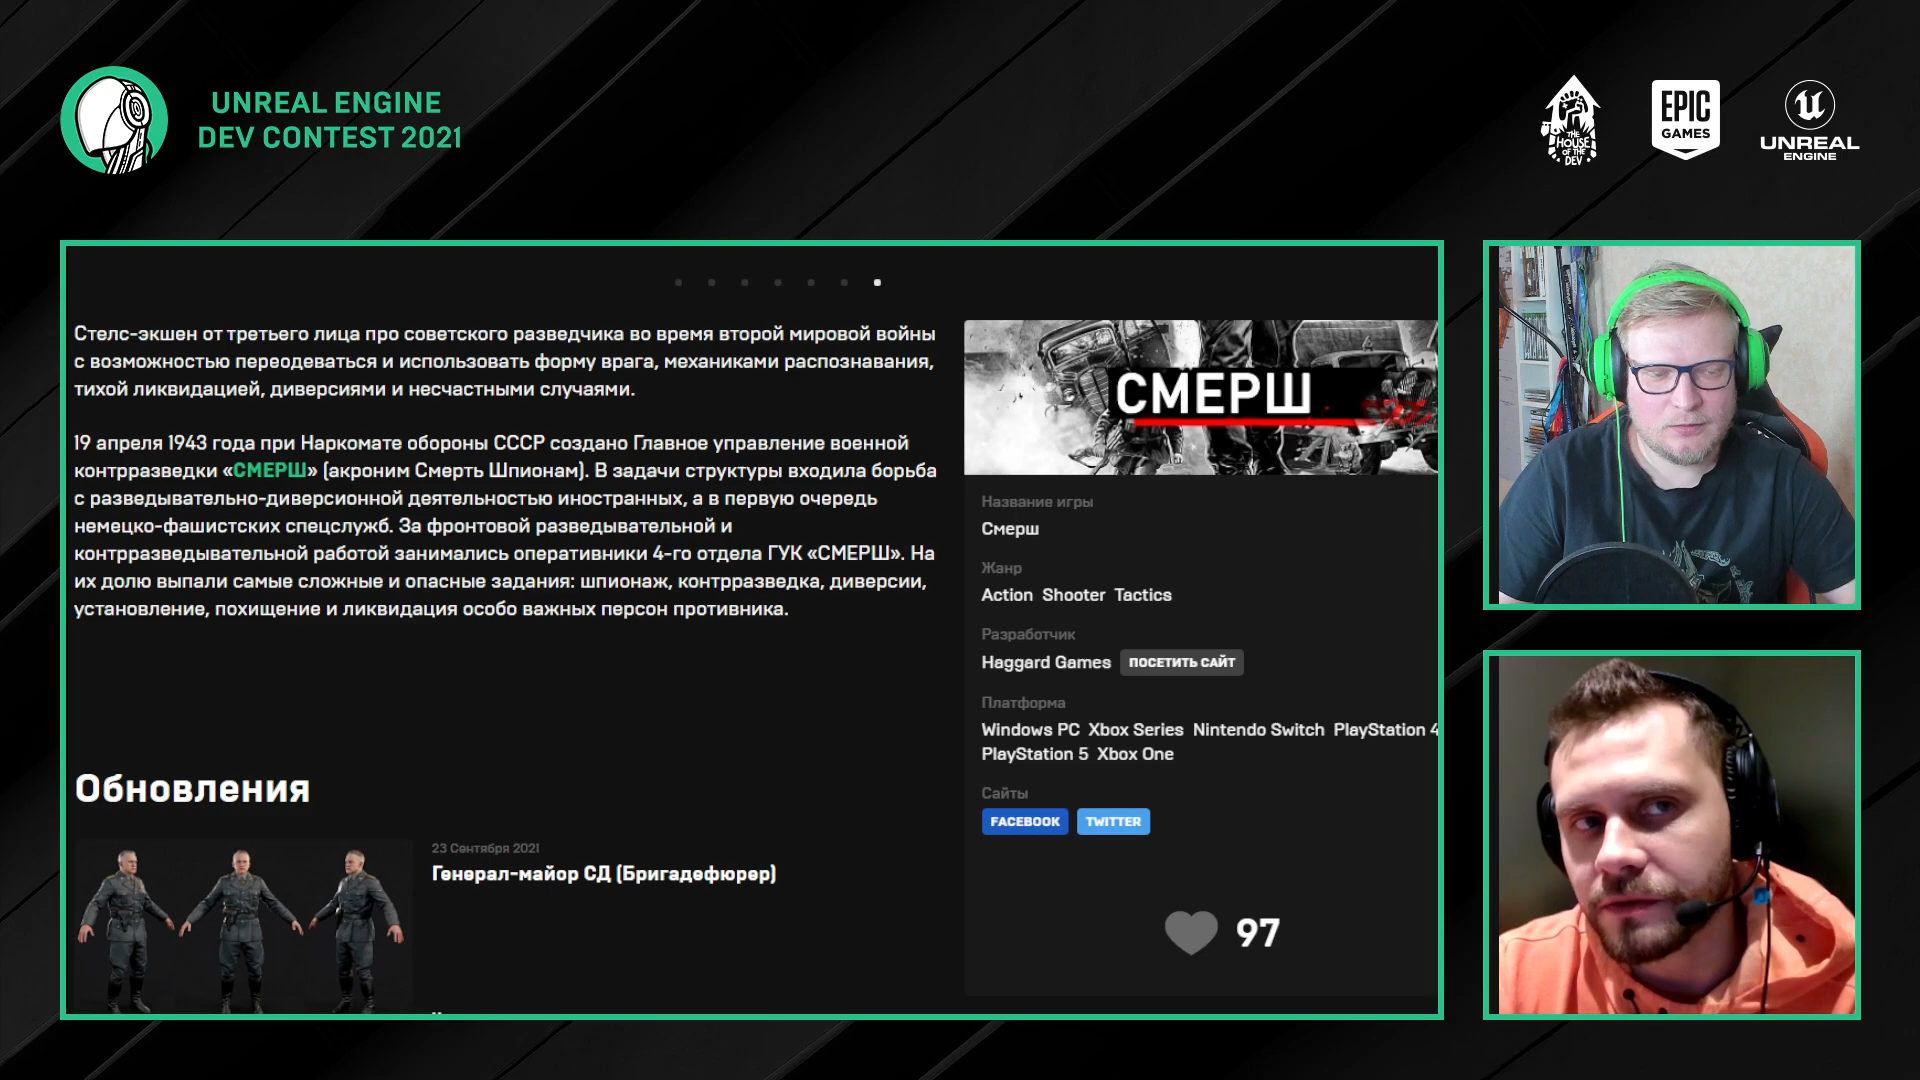 UNREAL ENGINE
DEV CONTEST 2021
THE
HOUSE
OF THE
DEV
EPIC
GAMES
UNREAL
ENGINE
Стелс-экшен от третьего лица про советского разведчика во время второй мировой войны
с возможностью переодеваться и использовать форму врага, механиками распознавания,
тихой ликвидацией, диверсиями и несчастными случаями.
19 апреля 1943 года при Наркомате обороны СССР создано Главное управление военной
контрразведки «СМЕРШ» (акроним Смерть Шпионам). В задачи структуры входила борьба
с разведывательно-диверсионной деятельностью иностранных, а в первую очередь
немецко-фашистских спецслужб. За фронтовой разведывательной и
контрразведывательной работой занимались оперативники 4-го отдела ГУК «СМЕРШ». На
их долю выпали самые сложные и опасные задания: шпионаж, контрразведка, диверсии,
установление, похищение и ликвидация особо важных персон противника.
Обновления
23 Сентября 2021
Генерал-майор СД (Бригадефюрер)
СМЕРШ
Название игры
Смерш
Жанр
Action Shooter Tactics
Разработчик
Haggard Games ПОСЕТИТЬ САЙТ
Платформа
Windows PC Xbox Series Nintendo Switch PlayStation 4
PlayStation 5 Xbox One
Сайты
FACEBOOK TWITTER
97